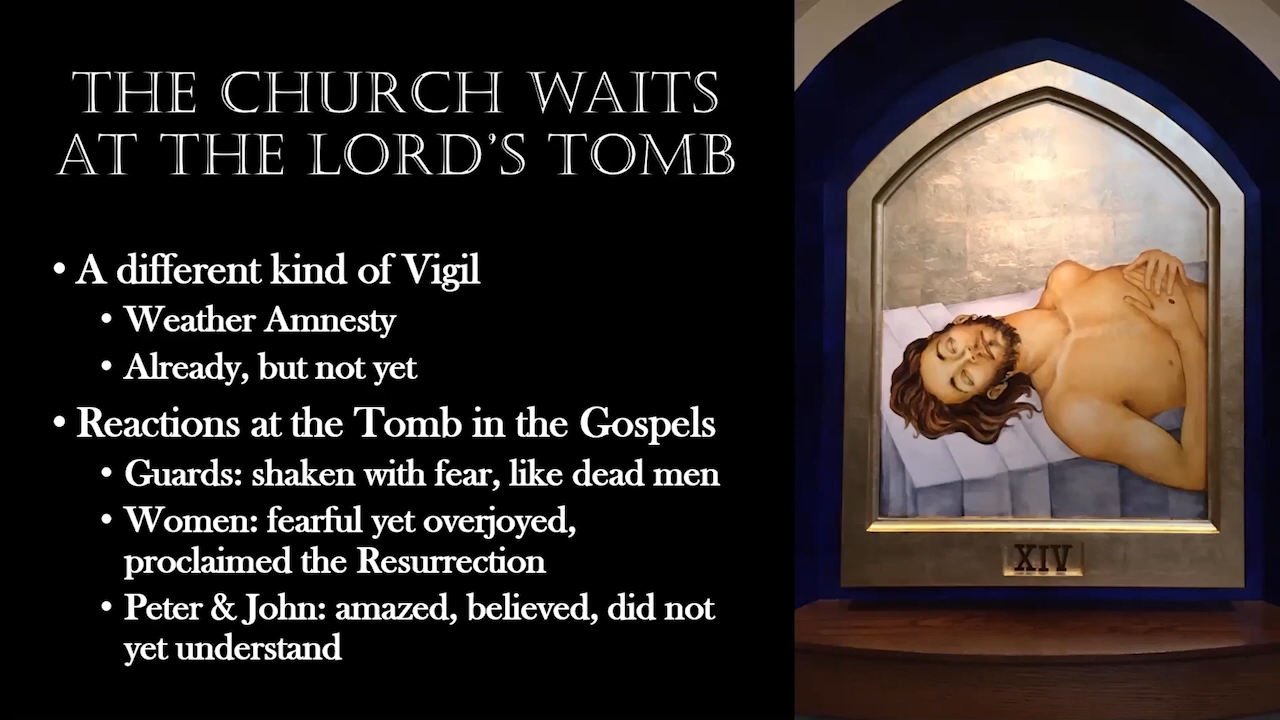 THE CHURCH WAITS
AT THE LORD'S TOMB
• A different kind of Vigil
• Weather Amnesty
• Already, but not yet
• Reactions at the Tomb in the Gospels
• Guards: shaken with fear, like dead men
• Women: fearful yet overjoyed,
proclaimed the Resurrection
• Peter & John: amazed, believed, did not
yet understand
XIV